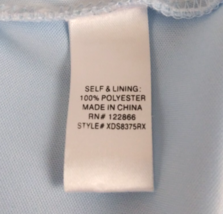 SELF & LINING:
100% POLYESTER
MADE IN CHINA
RN# 122866
STYLE# XDS8375RX